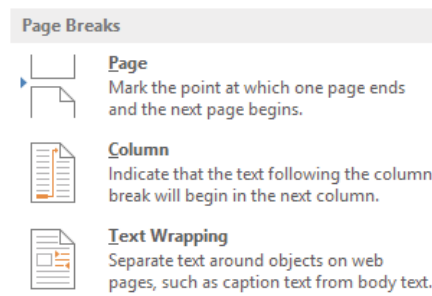 Page Breaks
Page
Mark the point at which one page ends
and the next page begins.
Column
Indicate that the text following the column
break will begin in the next column.
Text Wrapping
Separate text around objects on web
pages, such as caption text from body text.